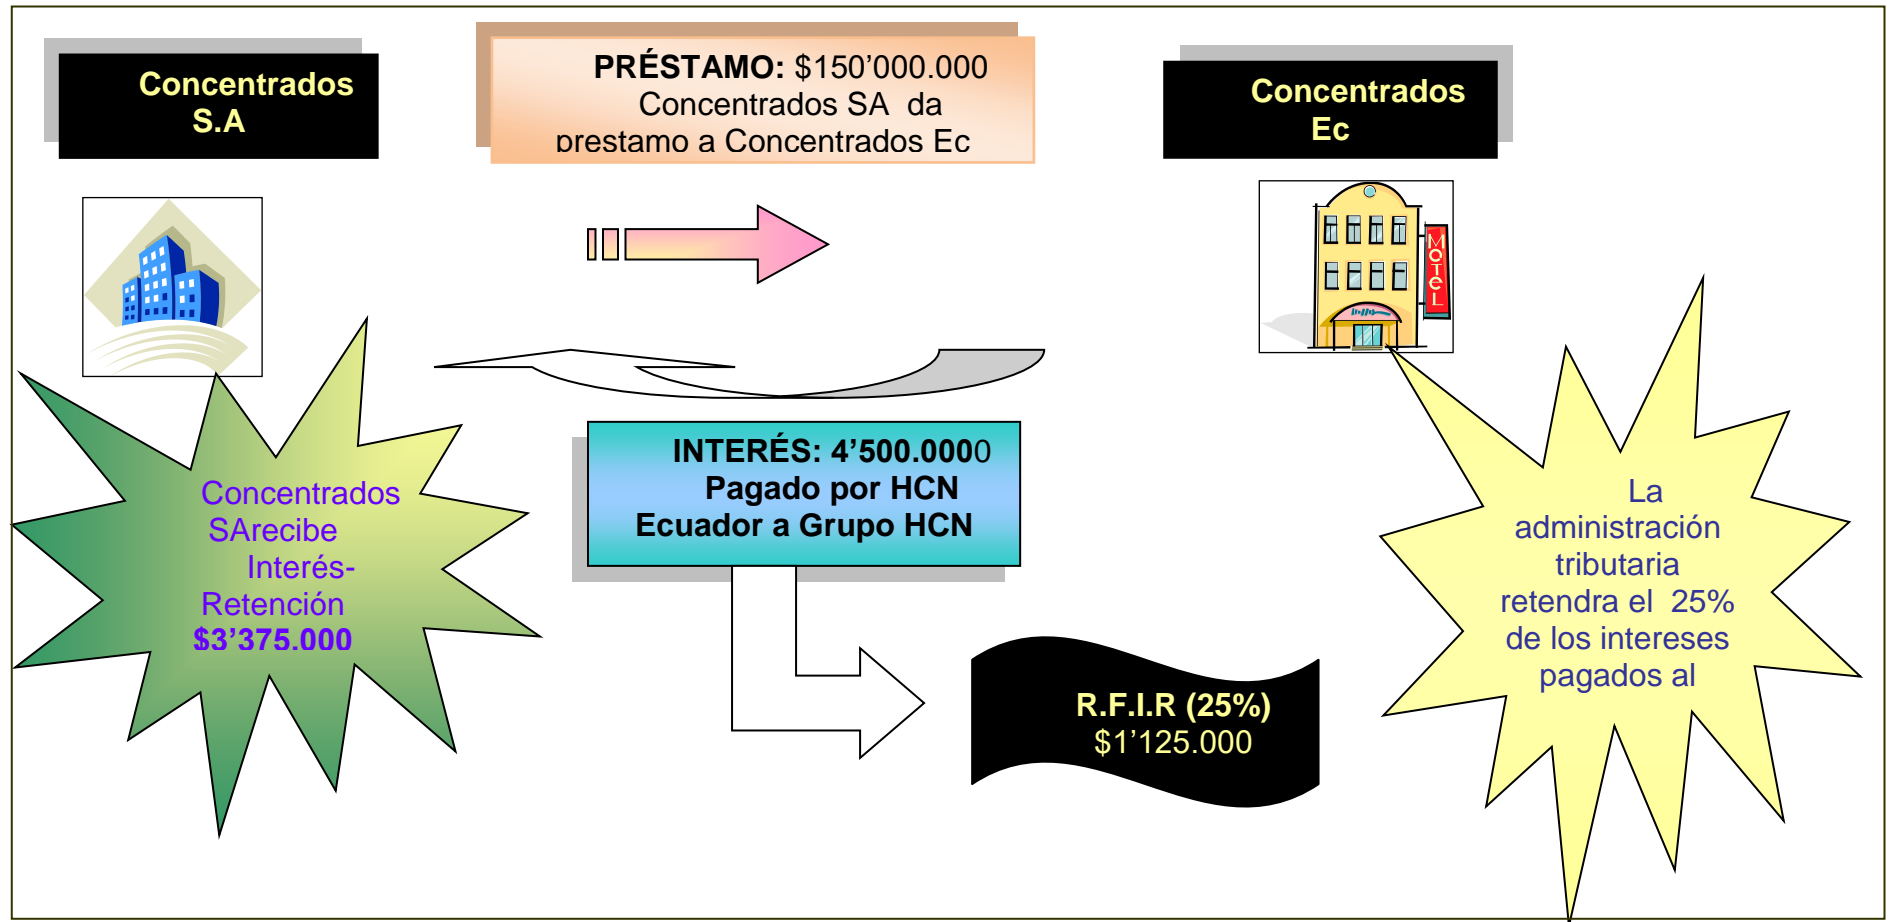 Concentrados
S.A
PRÉSTAMO: $150’000.000
Concentrados SA da
prestamo a Concentrados Ec
Concentrados
Ec
MOTEL
INTERÉS: 4’500.0000
Pagado por HCN
Ecuador a Grupo HCN
Concentrados
SArecibe
Interés-
Retención
$3’375.000
La
administración
tributaria
retendra el 25%
de los intereses
pagados al
R.F.I.R (25%)
$1’125.000